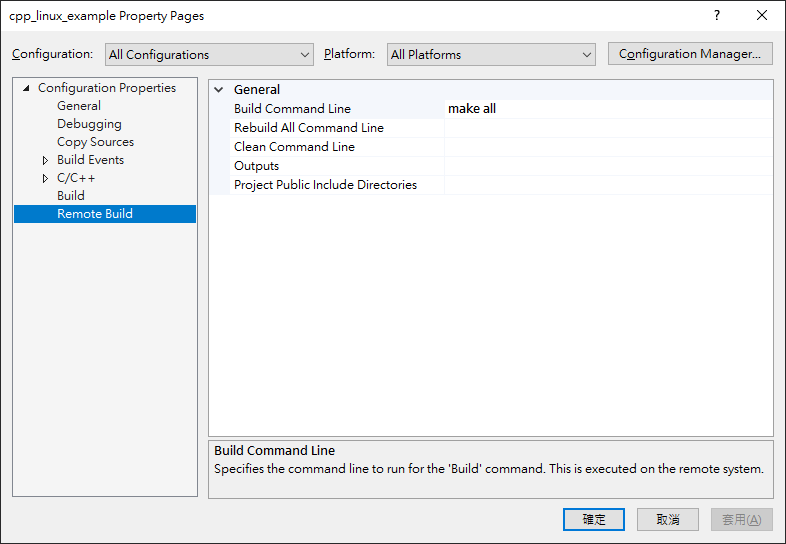 cpp_linux_example Property Pages
?
Configuration: All Configurations Platform: All Platforms Configuration Manager...
Configuration Properties
General
Debugging
Copy Sources
Build Events
C/C++
Build
Remote Build
General
Build Command Line make all
Rebuild All Command Line
Clean Command Line
Outputs
Project Public Include Directories
Build Command Line
Specifies the command line to run for the 'Build' command. This is executed on the remote system.
確定 取消 套用(A)